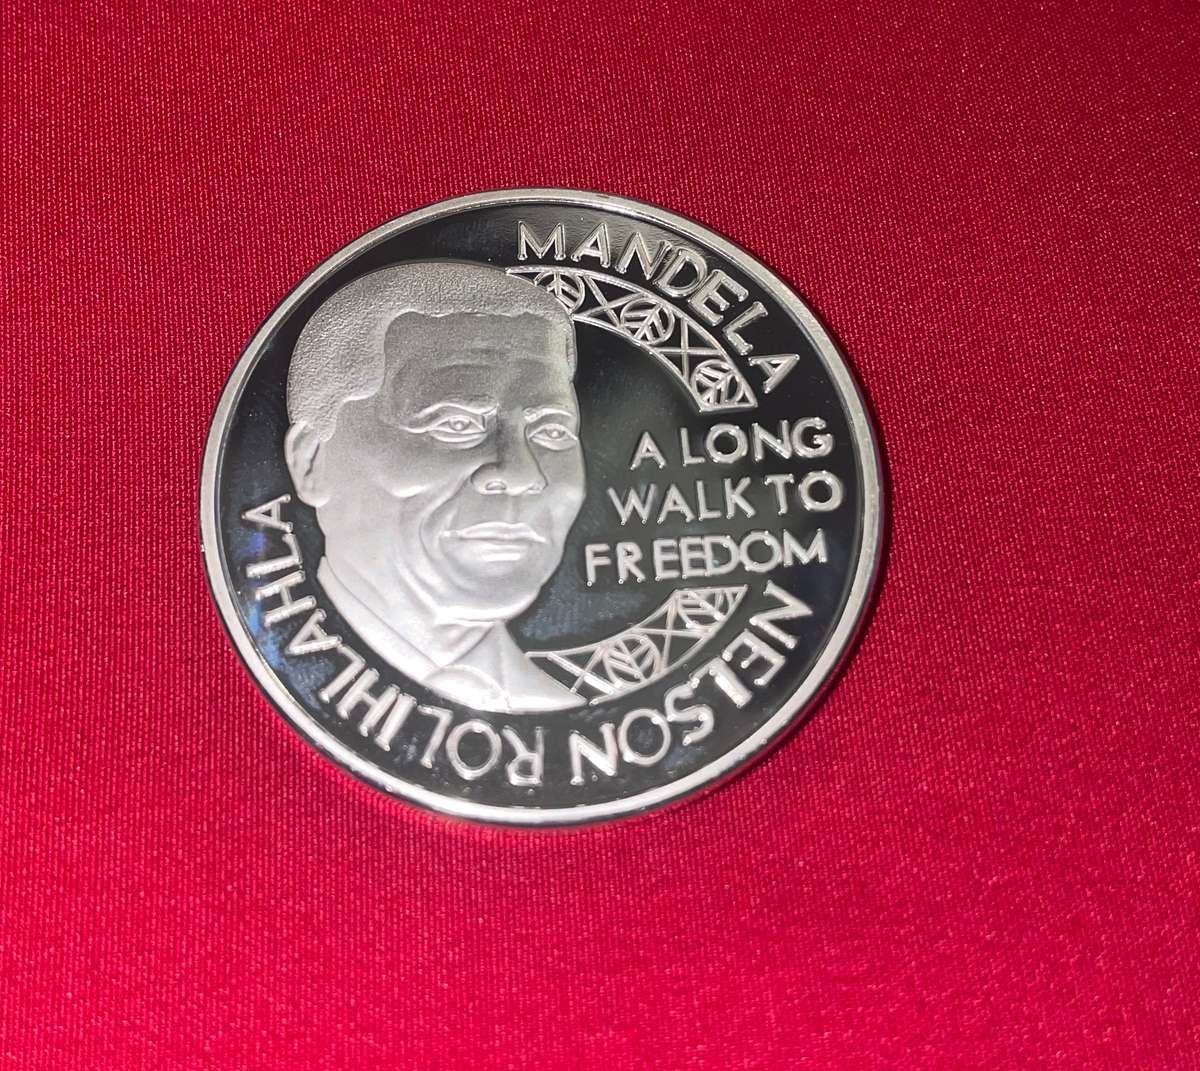 NELSON ROLIHLAHLA MANDELA
A LONG
WALK TO
FREEDOM